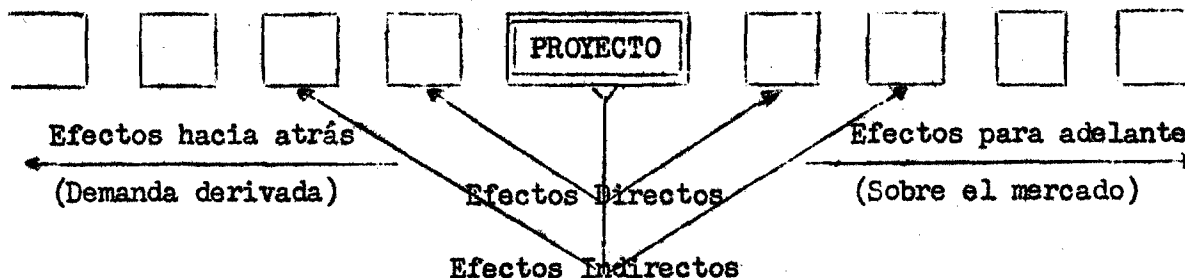 PROYECTO
Efectos hacia atrás
Efectos para adelante
(Demanda derivada)
(Sobre el mercado)
Efectos Directos
Efectos Indirectos